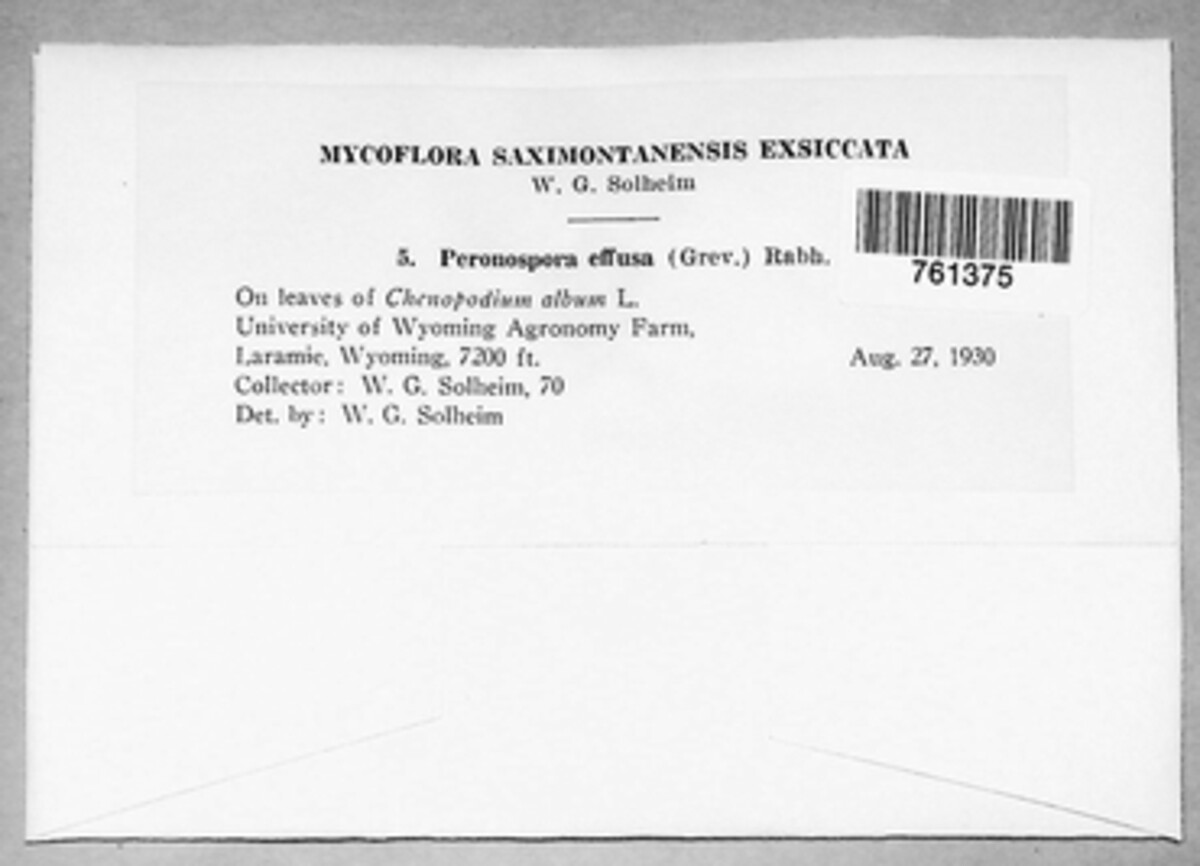 MYCOFLORA SAXIMONTANENSIS EXSICCATA
W. G. Solheim
5. Peronospora effusa (Grev.) Rabh.
761375
On leaves of Chenopodium album L.
University of Wyoming Agronomy Farm,
Laramie, Wyoming, 7200 ft. Aug. 27, 1930
Collector: W. G. Solheim, 70
Det. by: W. G. Solheim